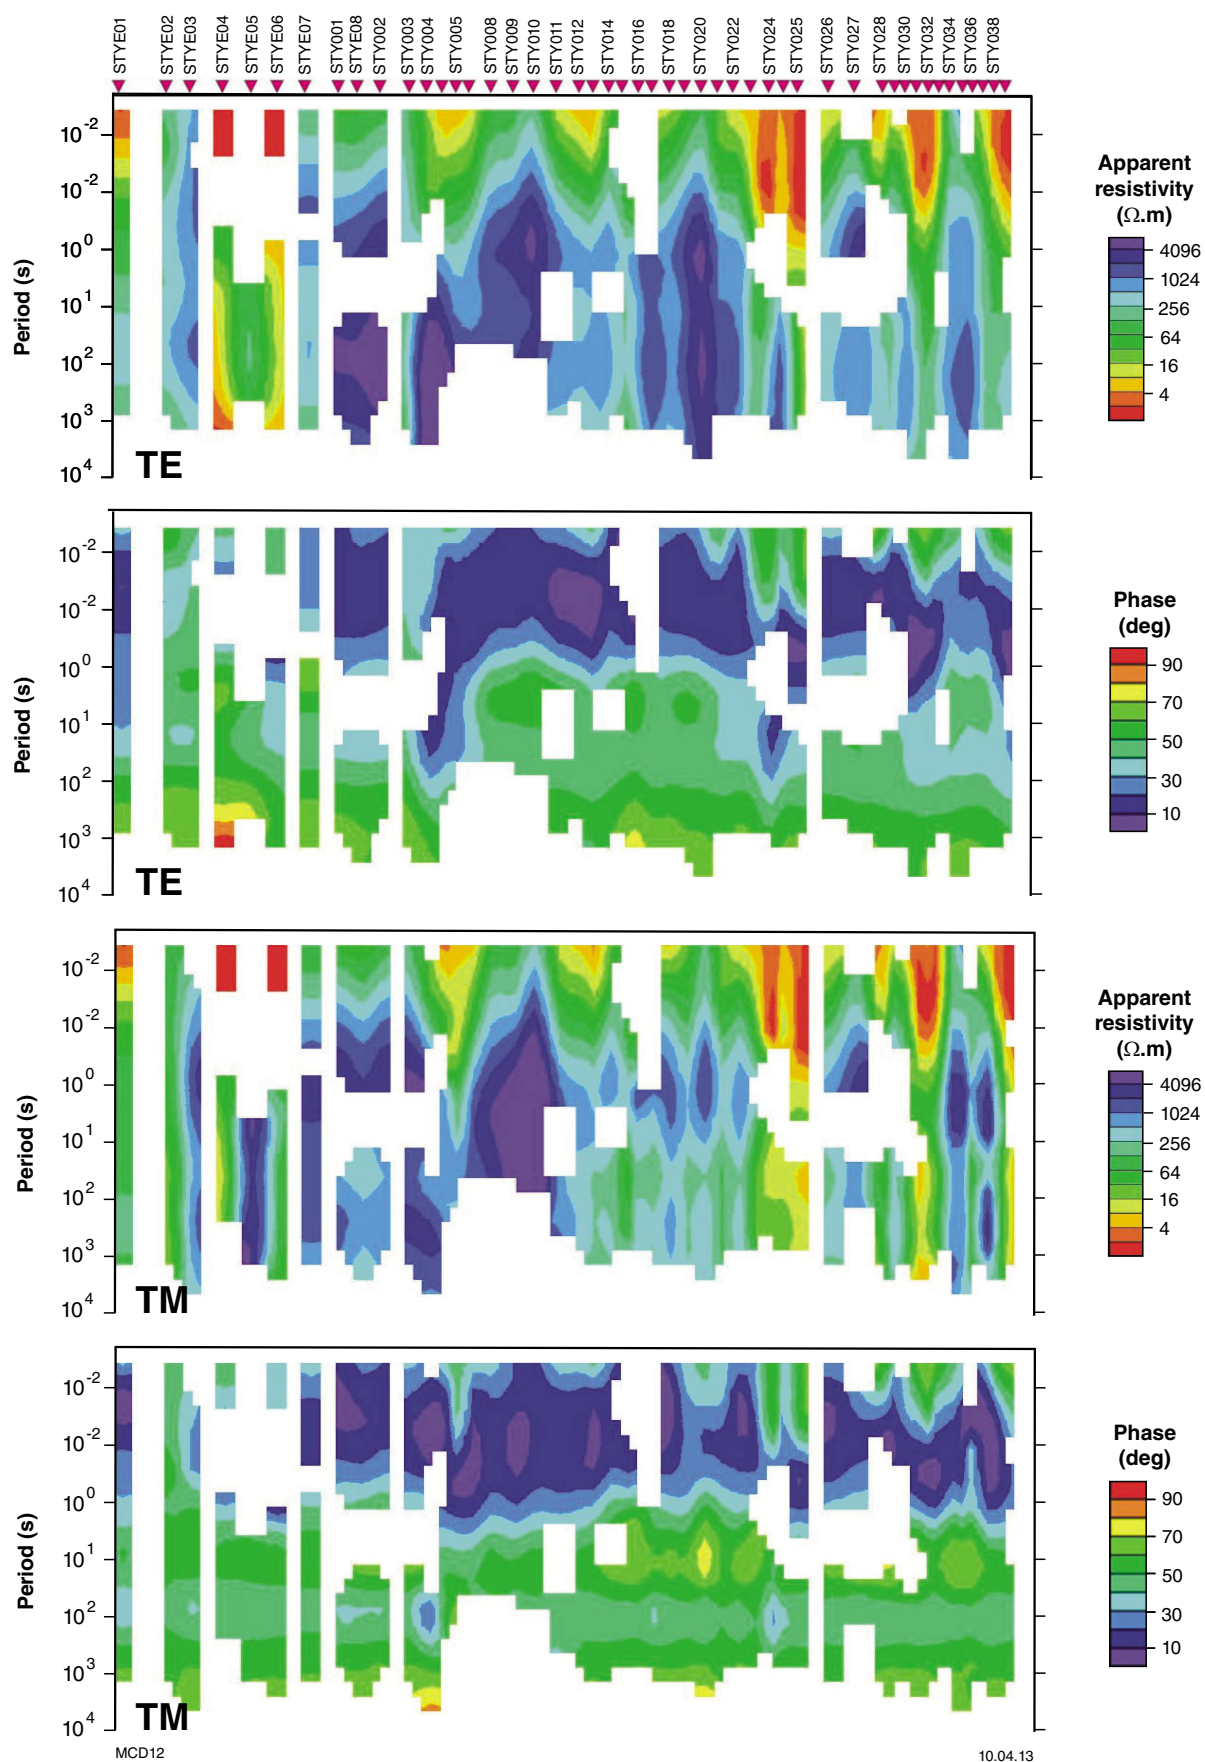 STYE01 STYE02 STYE03 STYE04 STYE05 STYE06 STYE07 STY001 STYE08 STY002 STY003 STY004 STY005 STY008 STY009 STY010 STY011 STY012 STY014 STY016 STY018 STY020 STY022 STY024 STY025 STY026 STY027 STY028 STY030 STY032 STY034 STY036 STY038
Period (s)
10-2
10-2
100
101
102
103
104
TE
Apparent
resistivity
(Ω.m)
4096
1024
256
64
16
4
Period (s)
10-2
10-2
100
101
102
103
104
TE
Phase
(deg)
90
70
50
30
10
Period (s)
10-2
10-2
100
101
102
103
104
TM
Apparent
resistivity
(Ω.m)
4096
1024
256
64
16
4
Period (s)
10-2
10-2
100
101
102
103
104
TM
Phase
(deg)
90
70
50
30
10
MCD12
10.04.13